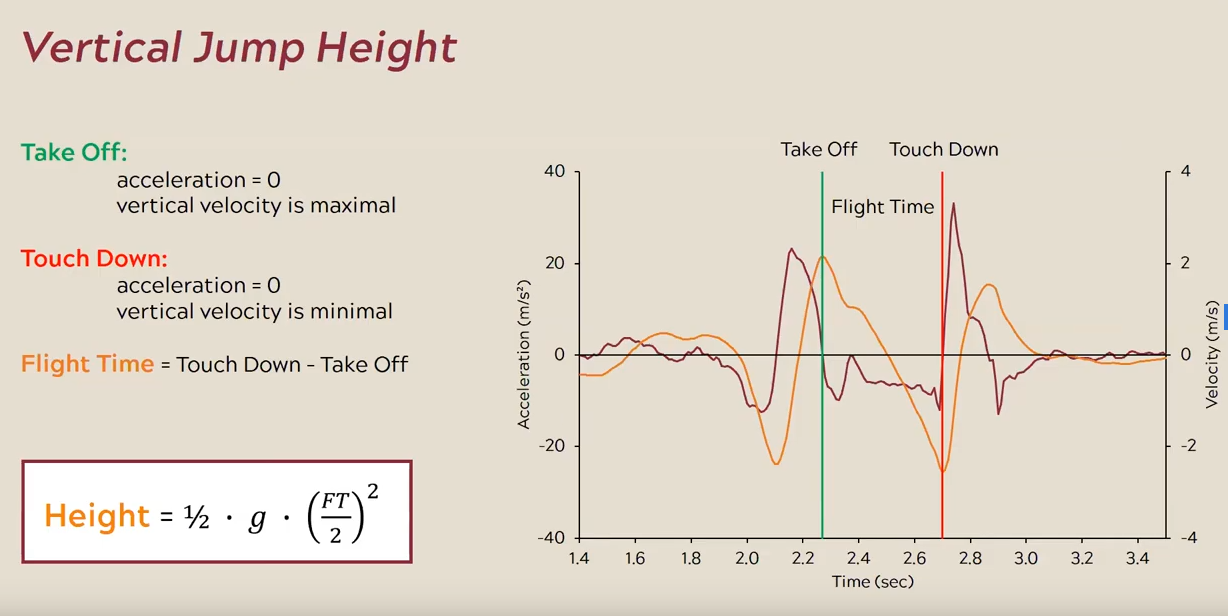 Vertical Jump Height
Take Off:
acceleration = 0
vertical velocity is maximal
Touch Down:
acceleration = 0
vertical velocity is minimal
Flight Time = Touch Down - Take Off
Height = ½ · g · (FT/2)²
Take Off
Touch Down
Flight Time
40
20
0
-20
-40
Acceleration (m/s²)
4
2
0
-2
-4
Velocity (m/s)
1.4 1.6 1.8 2.0 2.2 2.4 2.6 2.8 3.0 3.2 3.4
Time (sec)